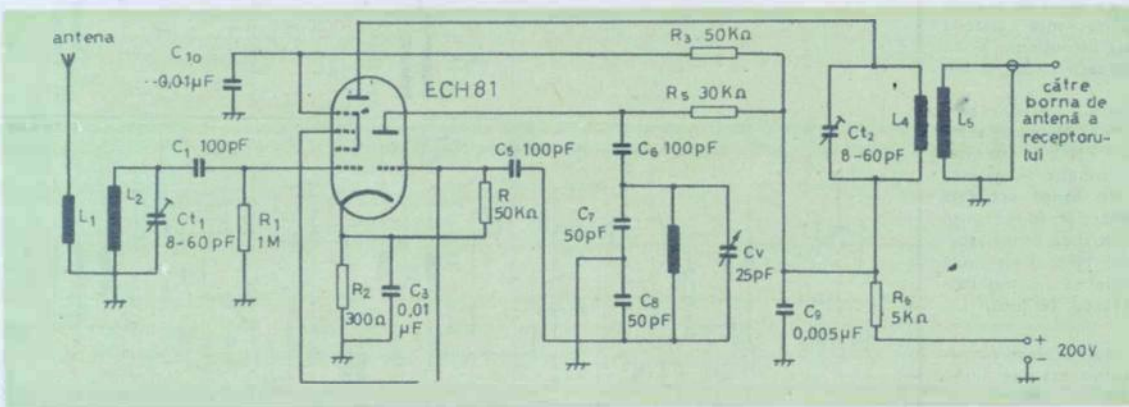 antena
C10
~0,01µF
ECH81
R3 50KΩ
R5 30KΩ
C1 100pF
L1
L2
Ct1
8-60pF
R1
1M
R2
300Ω
C3
0,01
µF
C5 100pF
R
50KΩ
C6 100pF
C7
50pF
C8
50pF
Cv
25pF
Ct2
8-60pF
L4
L5
către
borna de
antenă a
receptoru-
lui
C9
0,005µF
R6
5KΩ
+
-
200V